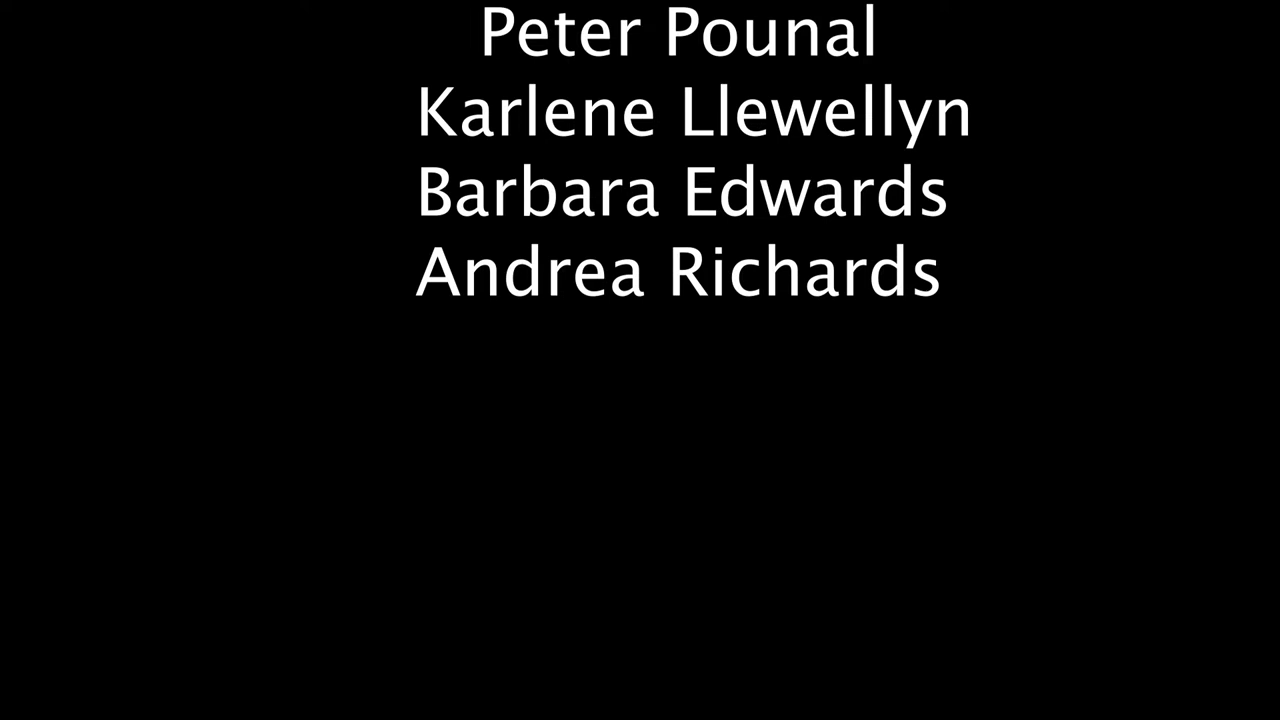 Peter Pounal
Karlene Llewellyn
Barbara Edwards
Andrea Richards